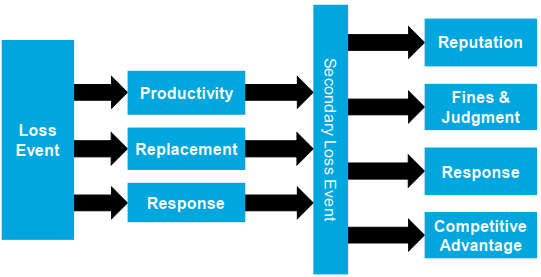 Loss
Event
Productivity
Replacement
Response
Secondary Loss Event
Reputation
Fines &
Judgment
Response
Competitive
Advantage